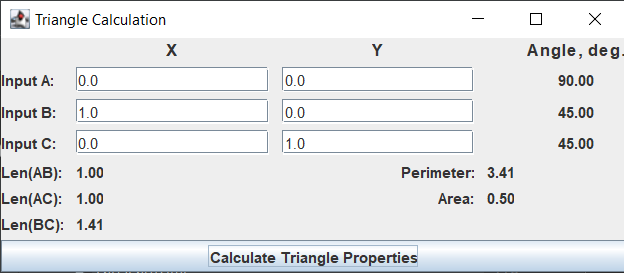 Triangle Calculation
X Y Angle, deg.
Input A: 0.0 0.0 90.00
Input B: 1.0 0.0 45.00
Input C: 0.0 1.0 45.00
Len(AB): 1.00 Perimeter: 3.41
Len(AC): 1.00 Area: 0.50
Len(BC): 1.41
Calculate Triangle Properties